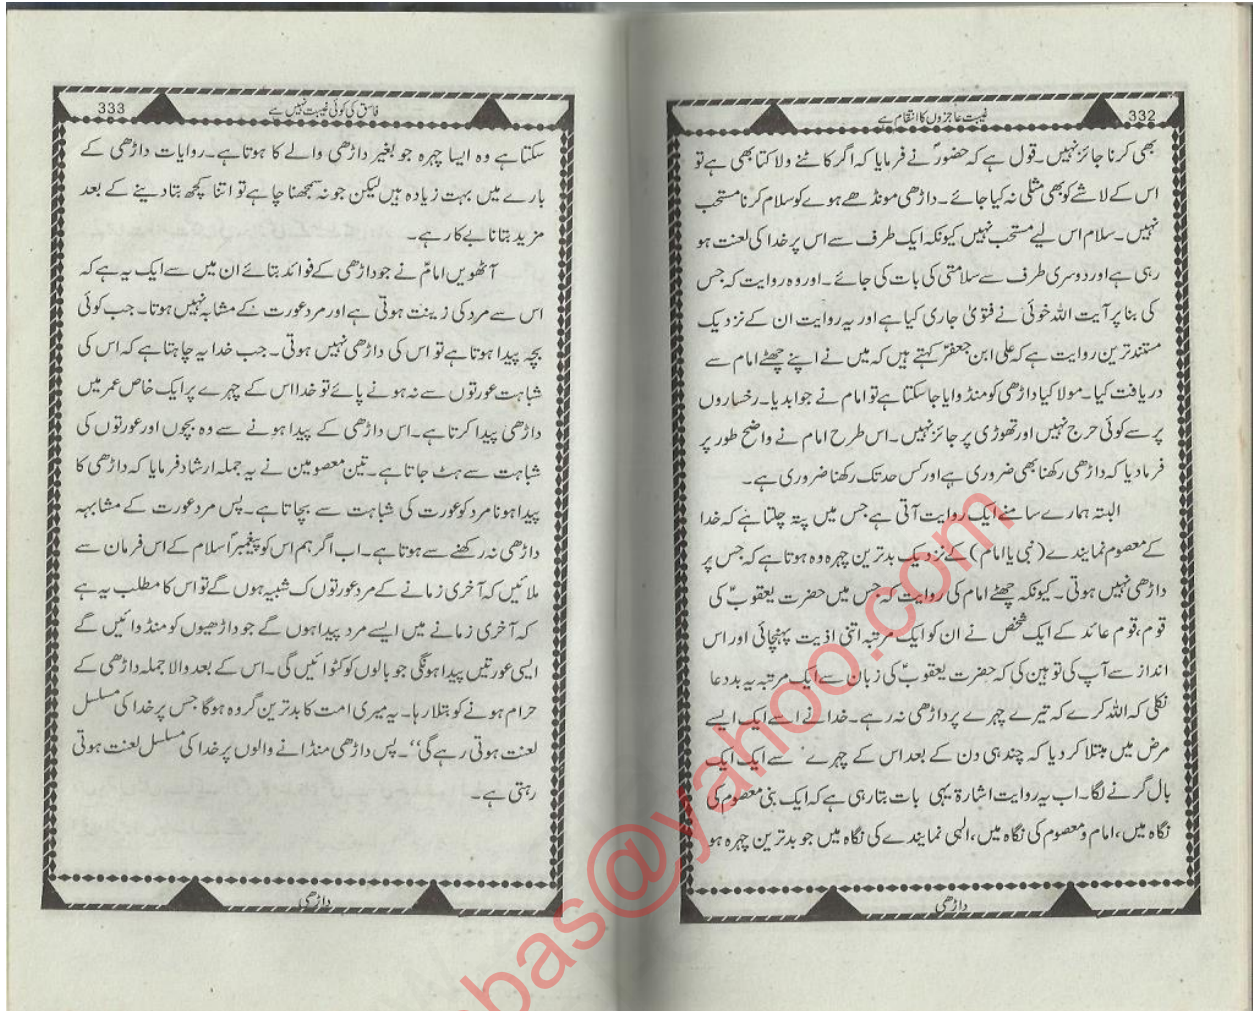 332
غیبت عاجزوں کا انتقام ہے
بھی کرنا جائز نہیں۔ قول ہے کہ حضورؐ نے فرمایا کہ اگر کاٹنے ولا کتا بھی ہے تو
اس کے لاشے کو بھی مثلی نہ کیا جائے۔ داڑھی مونڈھے ہوے کو سلام کرنا مستحب
نہیں۔ سلام اس لیے مستحب نہیں کیونکہ ایک طرف سے اس پر خدا کی لعنت ہو
رہی ہے اور دوسری طرف سے سلامتی کی بات کی جائے۔ اور وہ روایت کہ جس
کی بنا پر آیت اللہ خوئی نے فتویٰ جاری کیا ہے اور یہ روایت ان کے نزدیک
مستند ترین روایت ہے کہ علی ابن جعفرؑ کہتے ہیں کہ میں نے اپنے چھٹے امام سے
دریافت کیا۔ مولا کیا داڑھی کو منڈوایا جا سکتا ہے تو امام نے جوابدیا۔ رخساروں
پر سے کوئی حرج نہیں اور تھوڑی پر جائز نہیں۔ اس طرح امام نے واضح طور پر
فرمادیا کہ داڑھی رکھنا بھی ضروری ہے اور کس حد تک رکھنا ضروری ہے۔
البتہ ہمارے سامنے ایک روایت آتی ہے جس میں پتہ چلتا ہے کہ خدا
کے معصوم نمایندے (نبی یا امام) کے نزدیک بدترین چہرہ وہ ہوتا ہے کہ جس پر
داڑھی نہیں ہوتی۔ کیونکہ چھٹے امام کی روایت کہ جس میں حضرت یعقوبؑ کی
قوم، قوم عائد کے ایک شخص نے ان کو ایک مرتبہ اتنی اذیت پہنچائی اور اس
انداز سے آپ کی توہین کی کہ حضرت یعقوبؑ کی زبان سے ایک مرتبہ یہ بددعا
نکلی کہ اللہ کرے کہ تیرے چہرے پر داڑھی نہ رہے۔ خدا نے اسے ایک ایسے
مرض میں مبتلا کر دیا کہ چند ہی دن کے بعد اس کے چہرے سے ایک ایک
بال گرنے لگا۔ اب یہ روایت اشارۃ یہی بات بتا رہی ہے کہ ایک بنی معصوم کی
نگاہ میں، امام و معصوم کی نگاہ میں، الہی نمایندے کی نگاہ میں جو بدترین چہرہ ہو
داڑھی
333
فاسق کی کوئی غیبت نہیں ہے
سکتا ہے وہ ایسا چہرہ جو بغیر داڑھی والے کا ہوتا ہے۔ روایات داڑھی کے
بارے میں بہت زیادہ ہیں لیکن جو نہ سمجھنا چاہے تو اتنا کچھ بتا دینے کے بعد
مزید بتانا بے کار ہے۔
آٹھویں امامؑ نے جو داڑھی کے فوائد بتائے ان میں سے ایک یہ ہے کہ
اس سے مرد کی زینت ہوتی ہے اور مرد عورت کے مشابہ نہیں ہوتا۔ جب کوئی
بچہ پیدا ہوتا ہے تو اس کی داڑھی نہیں ہوتی۔ جب خدا یہ چاہتا ہے کہ اس کی
شباہت عورتوں سے نہ ہونے پائے تو خدا اس کے چہرے پر ایک خاص عمر میں
داڑھی پیدا کرتا ہے۔ اس داڑھی کے پیدا ہونے سے وہ بچوں اور عورتوں کی
شباہت سے ہٹ جاتا ہے۔ تین معصومین نے یہ جملہ ارشاد فرمایا کہ داڑھی کا
پیدا ہونا مرد کو عورت کی شباہت سے بچاتا ہے۔ پس مرد عورت کے مشابہہ
داڑھی نہ رکھنے سے ہوتا ہے۔ اب اگر ہم اس کو پیغمبرؐ اسلام کے اس فرمان سے
ملائیں کہ آخری زمانے کے مرد عورتوں ک شبیہ ہوں گے تو اس کا مطلب یہ ہے
کہ آخری زمانے میں ایسے مرد پیدا ہوں گے جو داڑھیوں کو منڈوائیں گے
ایسی عورتیں پیدا ہونگی جو بالوں کو کٹوائیں گی۔ اس کے بعد والا جملہ داڑھی کے
حرام ہونے کو بتلا رہا۔ یہ میری امت کا بدترین گروہ ہوگا جس پر خدا کی مسلسل
لعنت ہوتی رہے گی‘‘۔ پس داڑھی منڈانے والوں پر خدا کی مسلسل لعنت ہوتی
رہتی ہے۔
داڑھی
bas@yahoo.com